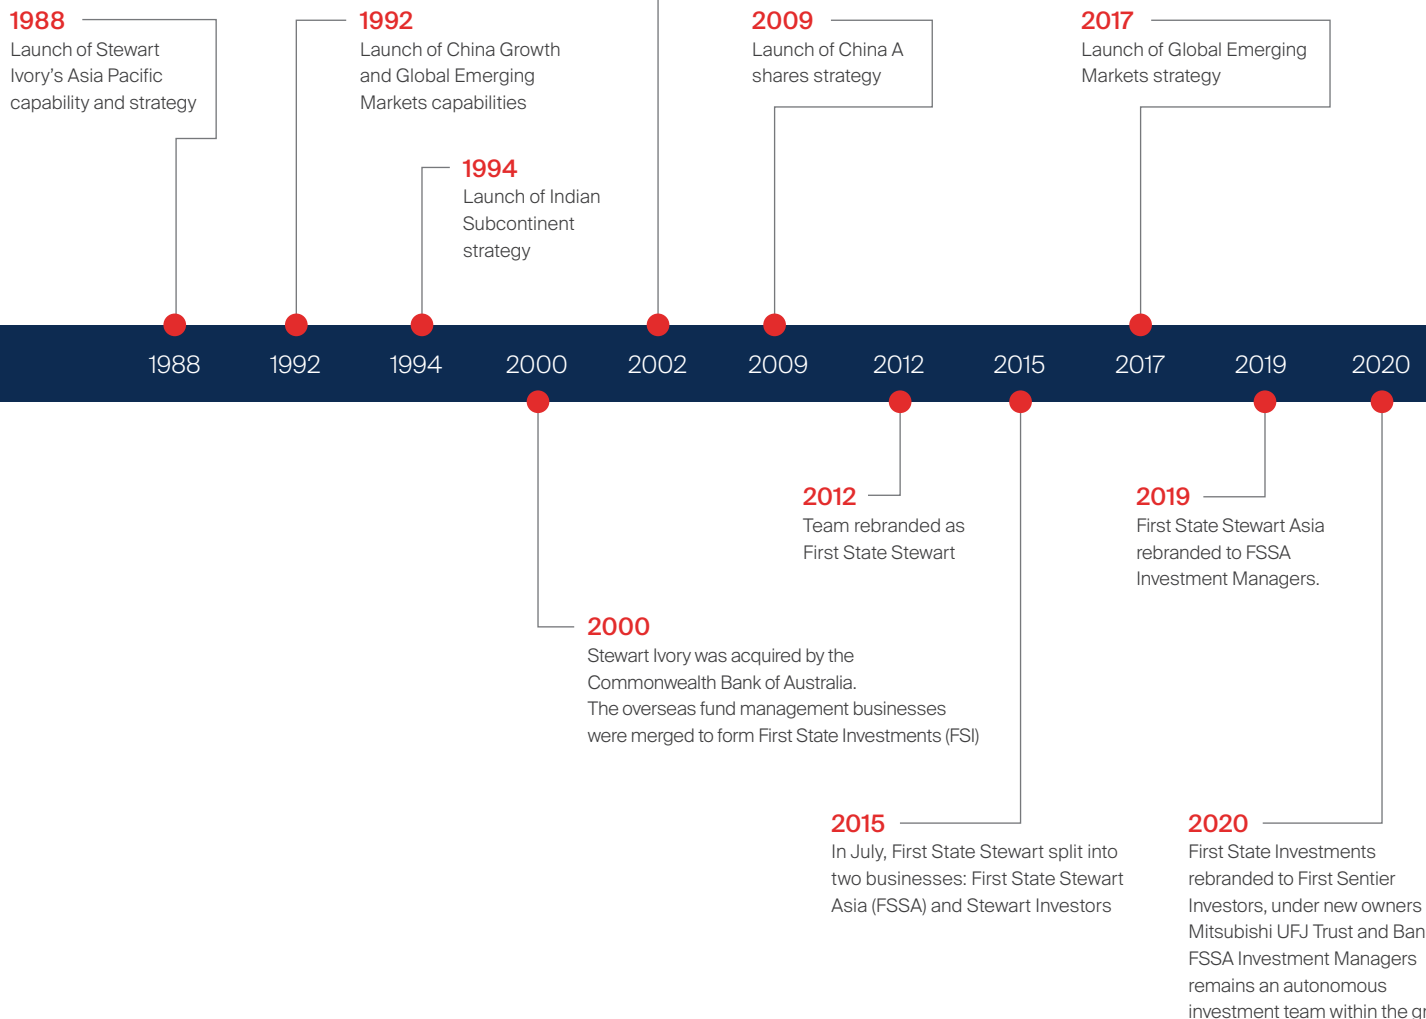 1988
Launch of Stewart
Ivory's Asia Pacific
capability and strategy
1992
Launch of China Growth
and Global Emerging
Markets capabilities
1994
Launch of Indian
Subcontinent
strategy
2009
Launch of China A
shares strategy
2017
Launch of Global Emerging
Markets strategy
1988 1992 1994 2000 2002 2009 2012 2015 2017 2019 2020
2012
Team rebranded as
First State Stewart
2019
First State Stewart Asia
rebranded to FSSA
Investment Managers.
2000
Stewart Ivory was acquired by the
Commonwealth Bank of Australia.
The overseas fund management businesses
were merged to form First State Investments (FSI)
2015
In July, First State Stewart split into
two businesses: First State Stewart
Asia (FSSA) and Stewart Investors
2020
First State Investments
rebranded to First Sentier
Investors, under new owners
Mitsubishi UFJ Trust and
FSSA Investment Managers
remains an autonomous
investment team within the